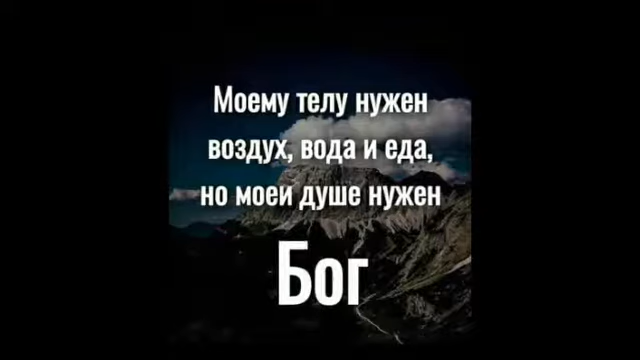 Моему телу нужен
воздух, вода и еда,
но моеи душе нужен
Бог